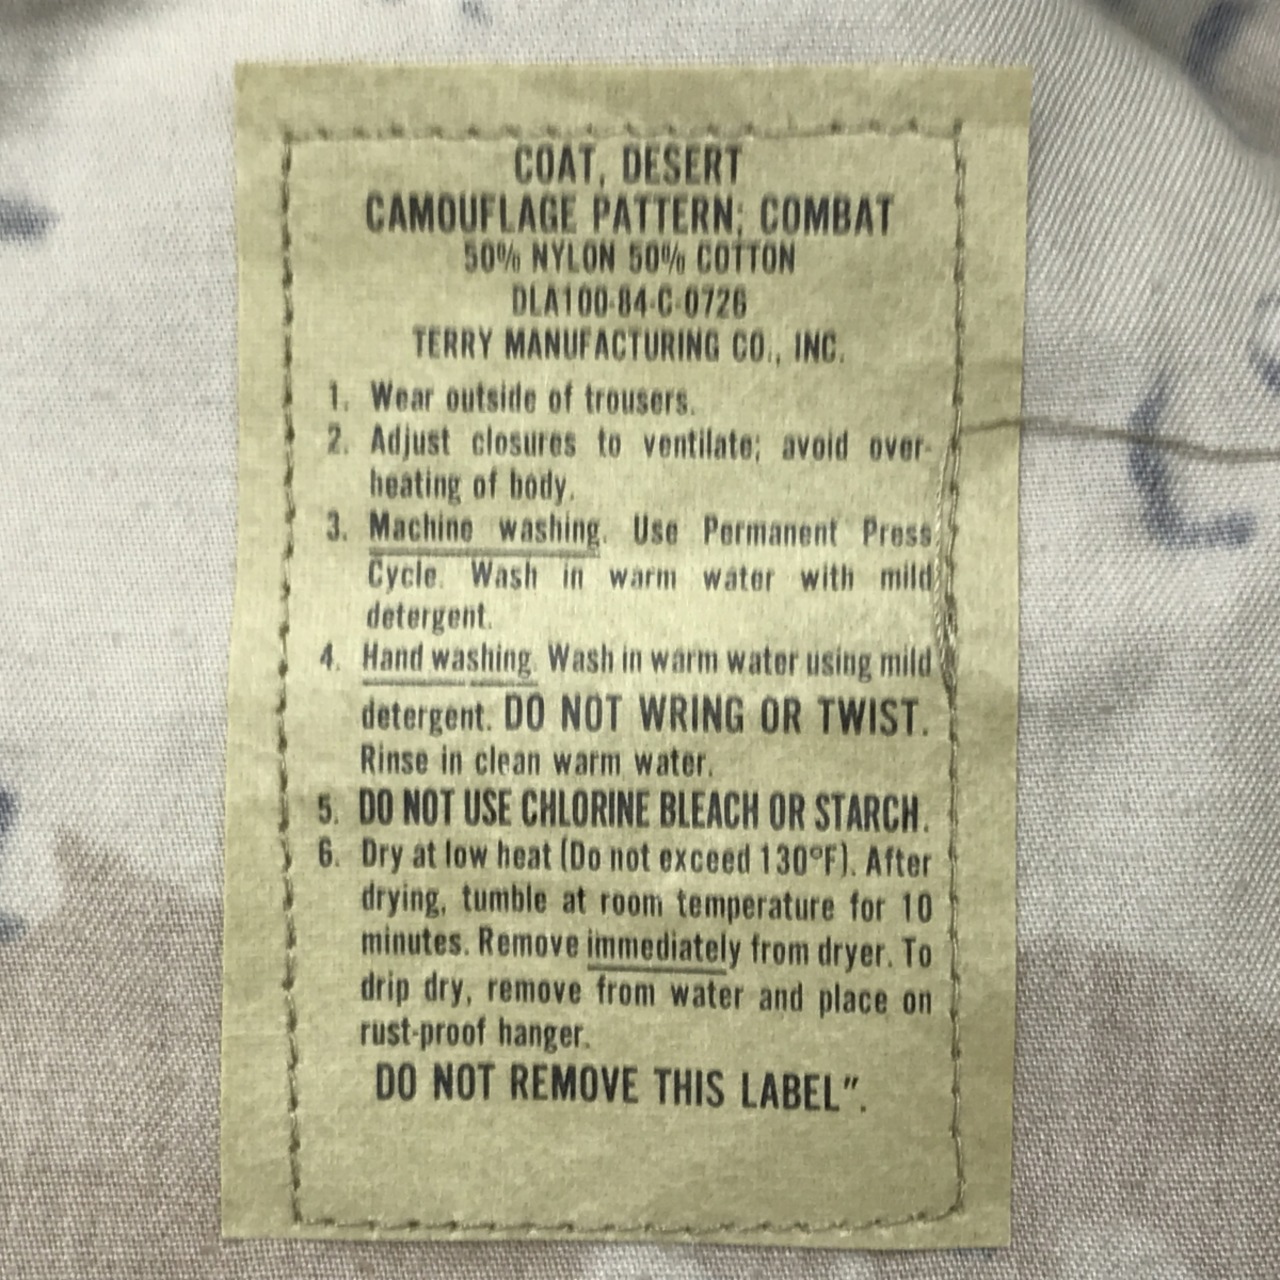 COAT, DESERT
CAMOUFLAGE PATTERN; COMBAT
50% NYLON 50% COTTON
DLA100-84-C-0726
TERRY MANUFACTURING CO., INC.
1. Wear outside of trousers.
2. Adjust closures to ventilate; avoid over-
heating of body.
3. Machine washing. Use Permanent Press
Cycle. Wash in warm water with mild
detergent.
4. Hand washing. Wash in warm water using mild
detergent. DO NOT WRING OR TWIST.
Rinse in clean warm water.
5. DO NOT USE CHLORINE BLEACH OR STARCH.
6. Dry at low heat (Do not exceed 130°F). After
drying, tumble at room temperature for 10
minutes. Remove immediately from dryer. To
drip dry, remove from water and place on
rust-proof hanger.
DO NOT REMOVE THIS LABEL".